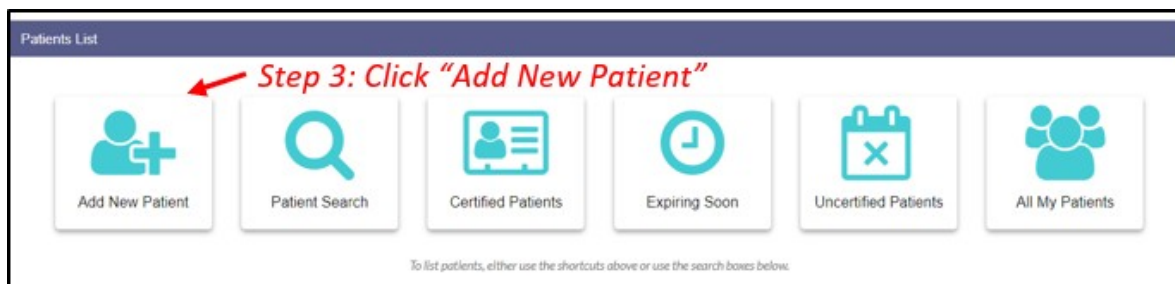 Patients List
Step 3: Click “Add New Patient”
Add New Patient
Patient Search
Certified Patients
Expiring Soon
Uncertified Patients
All My Patients
To list patients, either use the shortcuts above or use the search boxes below.